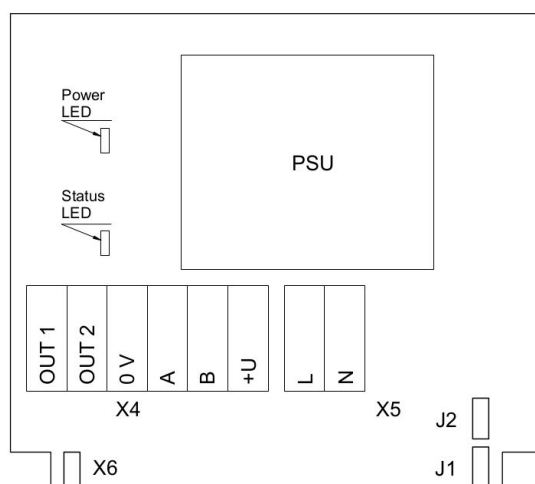 Power
LED
PSU
Status
LED
OUT 1
OUT 2
0 V
A
B
+U
L
N
X4
X5
J2
X6
J1